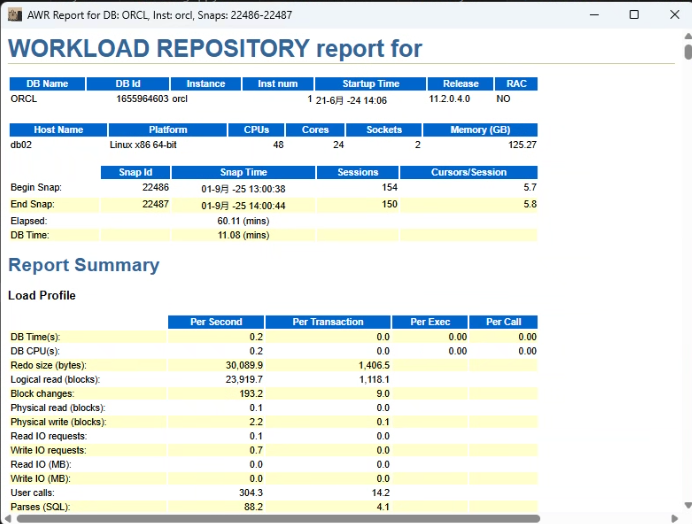 AWR Report for DB: ORCL, Inst: orcl, Snaps: 22486-22487
WORKLOAD REPOSITORY report for
DB Name DB Id Instance Inst num Startup Time Release RAC
ORCL 1655964603 orcl 1 21-6月 -24 14:06 11.2.0.4.0 NO
Host Name Platform CPUs Cores Sockets Memory (GB)
db02 Linux x86 64-bit 48 24 2 125.27
Snap Id Snap Time Sessions Cursors/Session
Begin Snap: 22486 01-9月 -25 13:00:38 154 5.7
End Snap: 22487 01-9月 -25 14:00:44 150 5.8
Elapsed: 60.11 (mins)
DB Time: 11.08 (mins)
Report Summary
Load Profile
Per Second Per Transaction Per Exec Per Call
DB Time(s): 0.2 0.0 0.00 0.00
DB CPU(s): 0.2 0.0 0.00 0.00
Redo size (bytes): 30,089.9 1,406.5
Logical read (blocks): 23,919.7 1,118.1
Block changes: 193.2 9.0
Physical read (blocks): 0.1 0.0
Physical write (blocks): 2.2 0.1
Read IO requests: 0.1 0.0
Write IO requests: 0.7 0.0
Read IO (MB): 0.0 0.0
Write IO (MB): 0.0 0.0
User calls: 304.3 14.2
Parses (SQL): 88.2 4.1